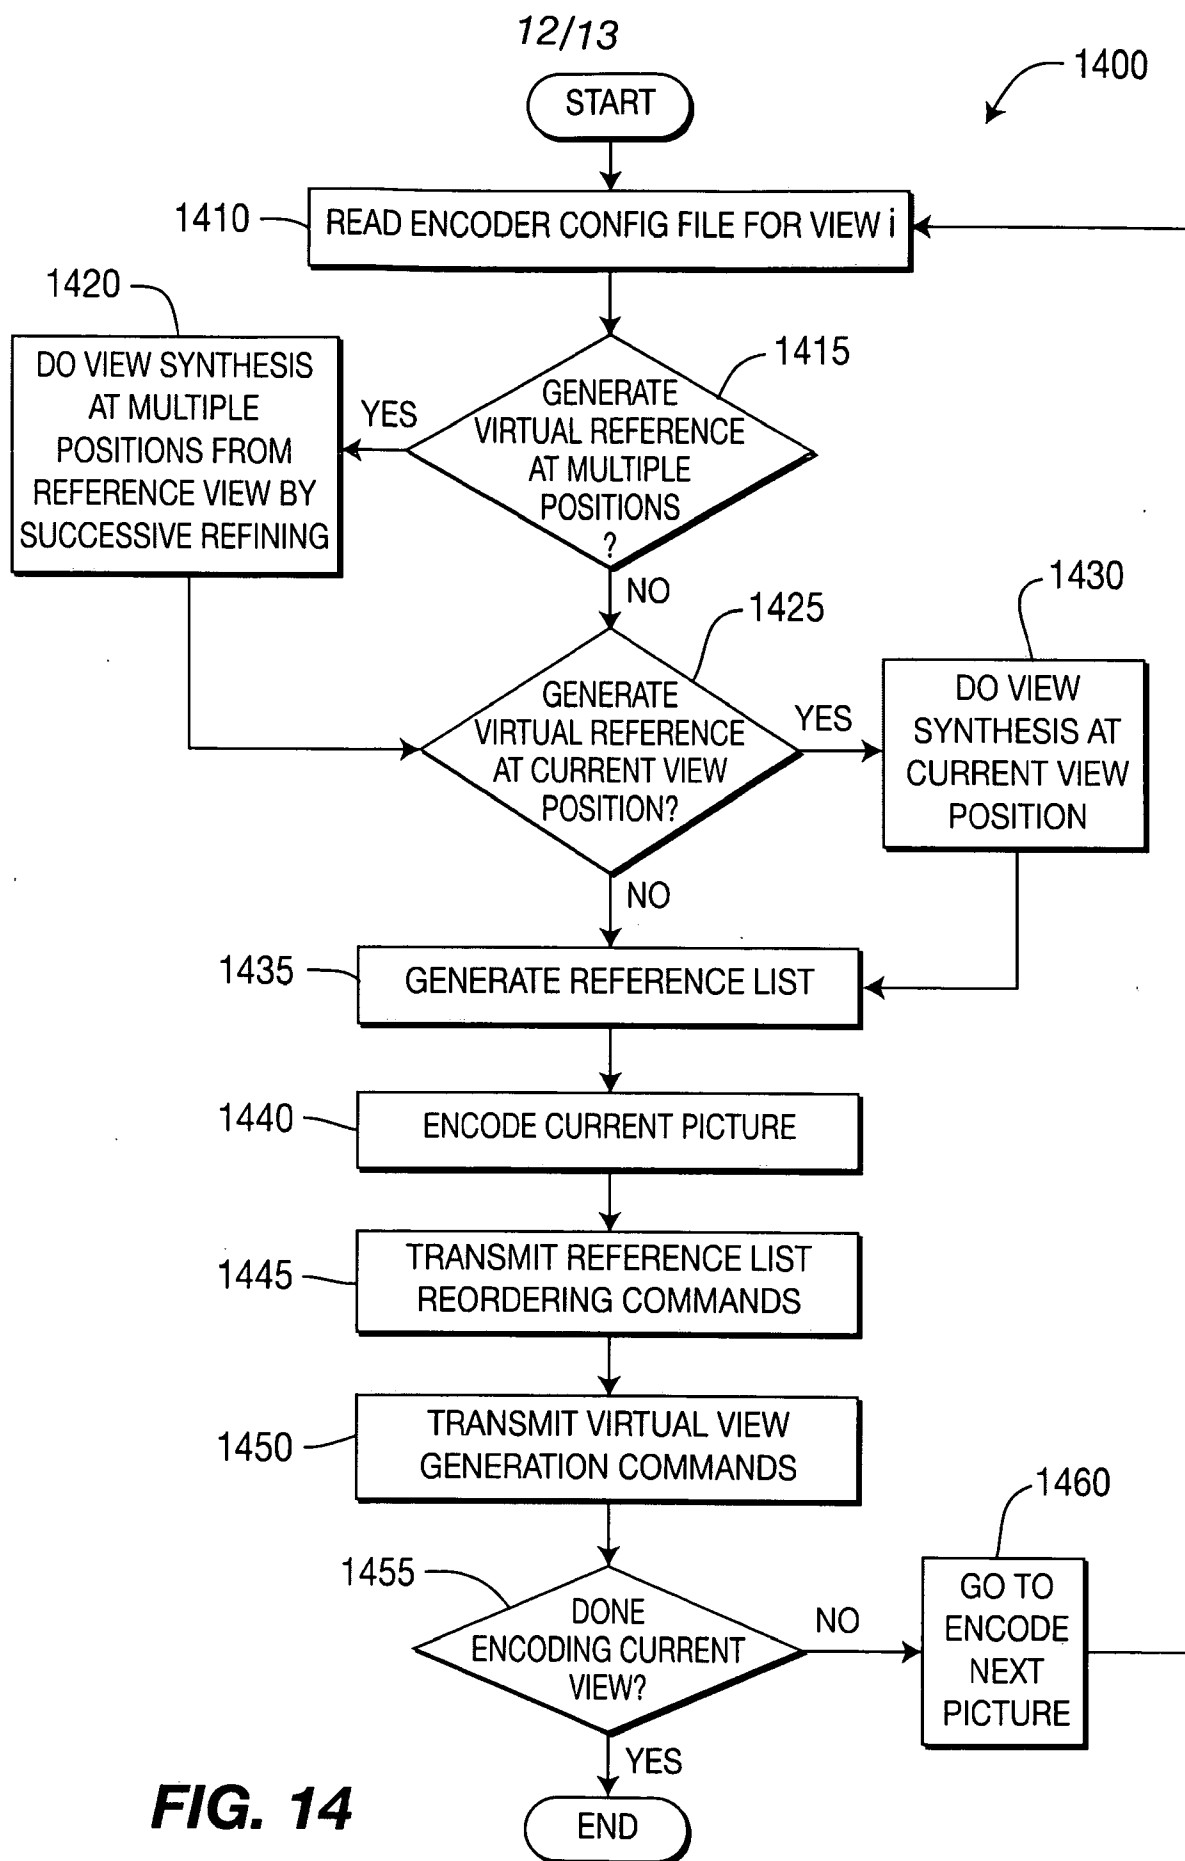 12/13
1400
START
1410
READ ENCODER CONFIG FILE FOR VIEW i
1420
DO VIEW SYNTHESIS
AT MULTIPLE
POSITIONS FROM
REFERENCE VIEW BY
SUCCESSIVE REFINING
YES
1415
GENERATE
VIRTUAL REFERENCE
AT MULTIPLE
POSITIONS
?
NO
1425
GENERATE
VIRTUAL REFERENCE
AT CURRENT VIEW
POSITION?
YES
1430
DO VIEW
SYNTHESIS AT
CURRENT VIEW
POSITION
NO
1435
GENERATE REFERENCE LIST
1440
ENCODE CURRENT PICTURE
1445
TRANSMIT REFERENCE LIST
REORDERING COMMANDS
1450
TRANSMIT VIRTUAL VIEW
GENERATION COMMANDS
1455
DONE
ENCODING CURRENT
VIEW?
NO
1460
GO TO
ENCODE
NEXT
PICTURE
YES
END
FIG. 14